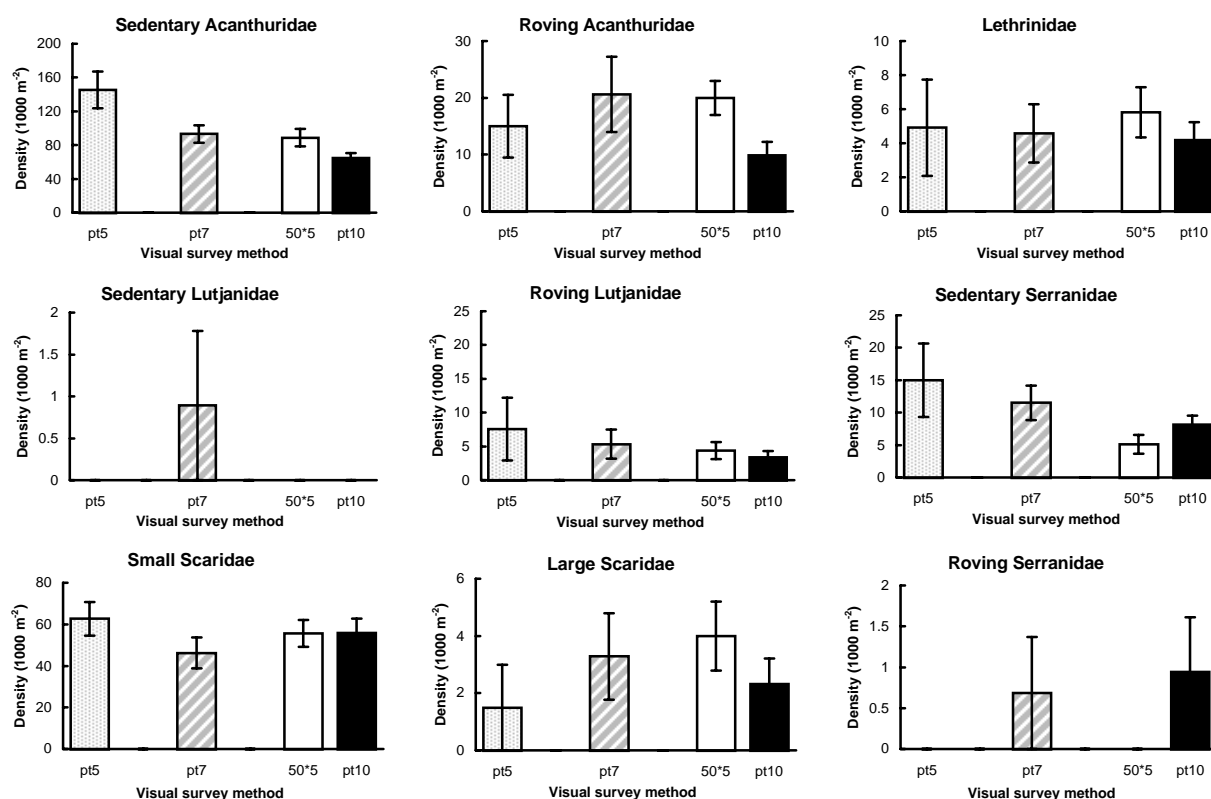 Sedentary Acanthuridae
200
160
120
80
40
0
Density (1000 m⁻²)
pt5 pt7 50*5 pt10
Visual survey method
Roving Acanthuridae
30
20
10
0
Density (1000 m⁻²)
pt5 pt7 50*5 pt10
Visual survey method
Lethrinidae
10
8
6
4
2
0
Density (1000 m⁻²)
pt5 pt7 50*5 pt10
Visual survey method
Sedentary Lutjanidae
2
1.5
1
0.5
0
Density (1000 m⁻²)
pt5 pt7 50*5 pt10
Visual survey method
Roving Lutjanidae
25
20
15
10
5
0
Density (1000 m⁻²)
pt5 pt7 50*5 pt10
Visual survey method
Sedentary Serranidae
25
20
15
10
5
0
Density (1000 m⁻²)
pt5 pt7 50*5 pt10
Visual survey method
Small Scaridae
80
60
40
20
0
Density (1000 m⁻²)
pt5 pt7 50*5 pt10
Visual survey method
Large Scaridae
6
4
2
0
Density (1000 m⁻²)
pt5 pt7 50*5 pt10
Visual survey method
Roving Serranidae
2
1.5
1
0.5
0
Density (1000 m⁻²)
pt5 pt7 50*5 pt10
Visual survey method